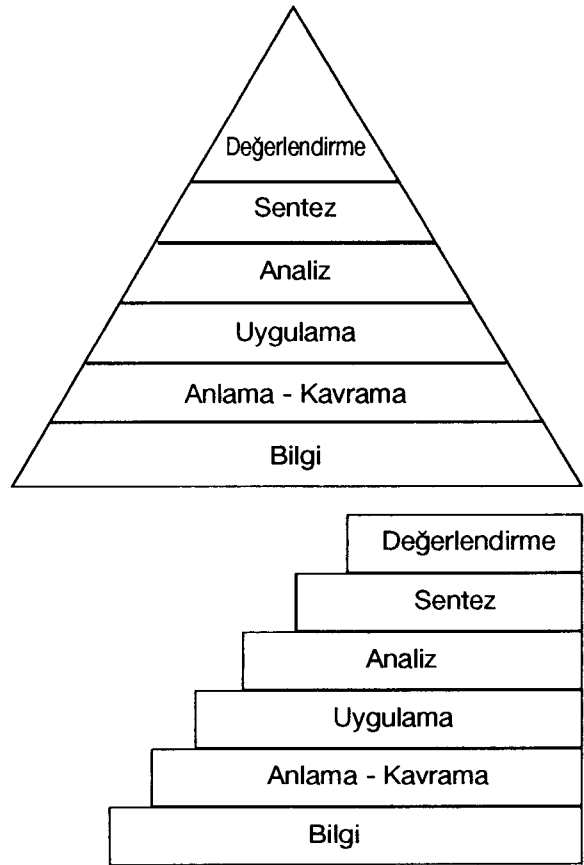 Değerlendirme
Sentez
Analiz
Uygulama
Anlama - Kavrama
Bilgi
Değerlendirme
Sentez
Analiz
Uygulama
Anlama - Kavrama
Bilgi